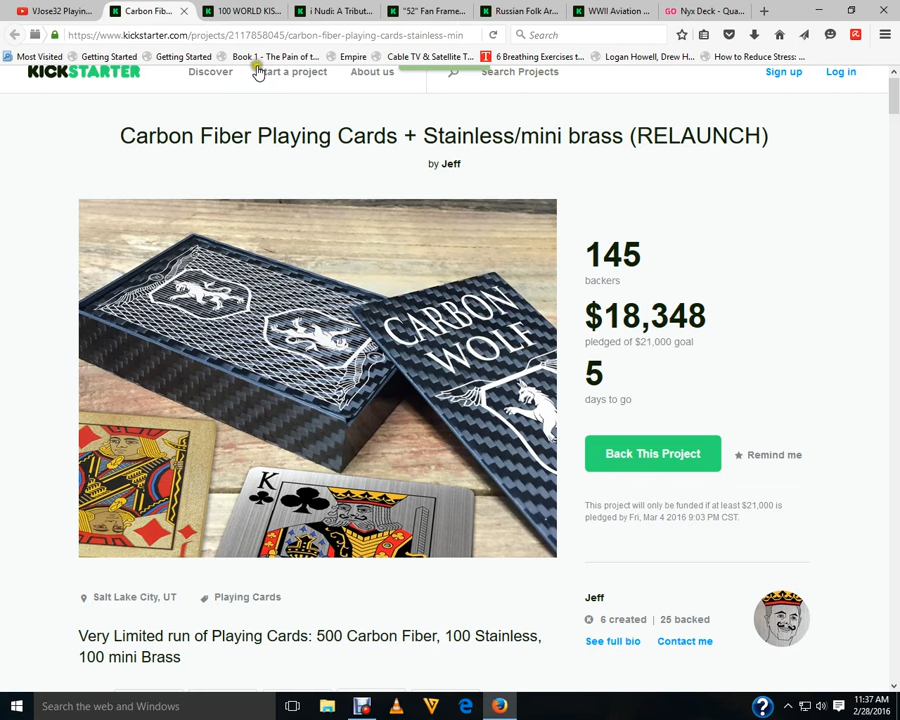 VJose32 Playin...
Carbon Fib...
100 WORLD KIS...
i Nudi: A Tribut...
"52" Fan Frame...
Russian Folk Ar...
WWII Aviation ...
Nyx Deck - Qua...
https://www.kickstarter.com/projects/2117858045/carbon-fiber-playing-cards-stainless-min
Search
Most Visited
Getting Started
Getting Started
Book 1 - The Pain of t...
Empire
Cable TV & Satellite T...
6 Breathing Exercises t...
Logan Howell, Drew H...
How to Reduce Stress: ...
KICKSTARTER
Discover
Start a project
About us
Search Projects
Sign up
Log in
Carbon Fiber Playing Cards + Stainless/mini brass (RELAUNCH)
by Jeff
CARBON
WOLF
K
145
backers
$18,348
pledged of $21,000 goal
5
days to go
Back This Project
Remind me
This project will only be funded if at least $21,000 is
pledged by Fri, Mar 4 2016 9:03 PM CST.
Salt Lake City, UT
Playing Cards
Very Limited run of Playing Cards: 500 Carbon Fiber, 100 Stainless,
100 mini Brass
Jeff
6 created | 25 backed
See full bio
Contact me
Search the web and Windows
11:37 AM
2/28/2016